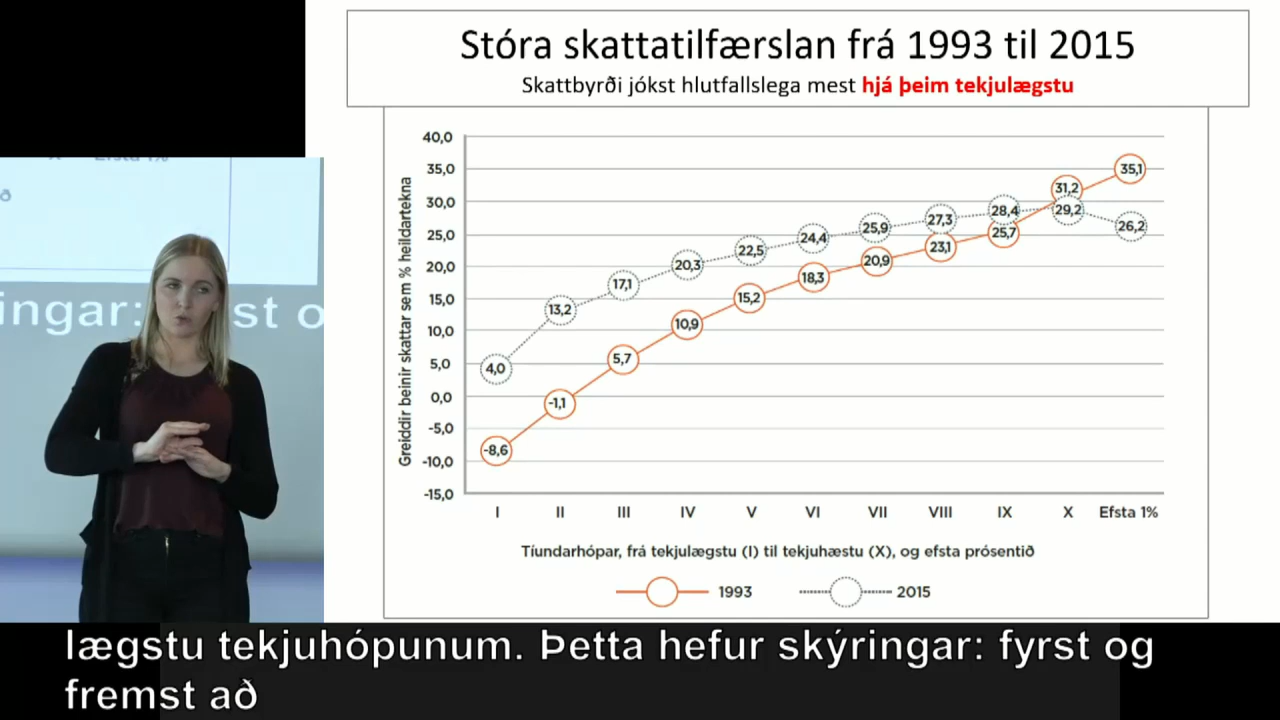 Stóra skattatilfærslan frá 1993 til 2015
Skattbyrði jókst hlutfallslega mest hjá þeim tekjulægstu
Greiddir beinir skattar sem % heildartekna
40,0
35,0
30,0
25,0
20,0
15,0
10,0
5,0
0,0
-5,0
-10,0
-15,0
4,0 13,2 17,1 20,3 22,5 24,4 25,9 27,3 28,4 29,2 26,2
-8,6 -1,1 5,7 10,9 15,2 18,3 20,9 23,1 25,7 31,2 35,1
I II III IV V VI VII VIII IX X Efsta 1%
Tíundarhópar, frá tekjulægstu (I) til tekjuhæstu (X), og efsta prósentið
1993 2015
X Efsta 1%
ð
ingar: st o
lægstu tekjuhópunum. Þetta hefur skýringar: fyrst og
fremst að